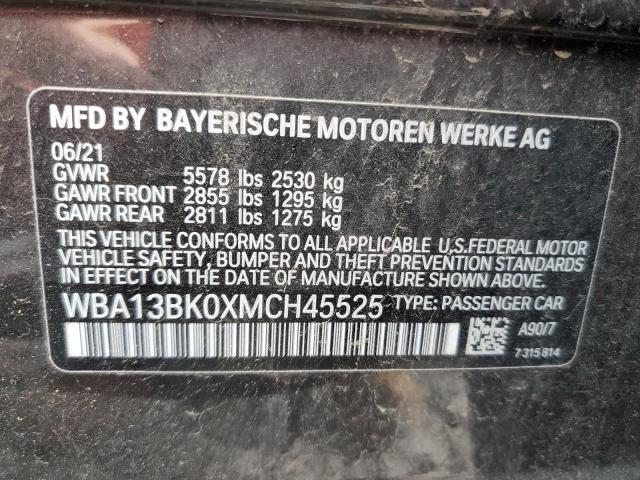 MFD BY BAYERISCHE MOTOREN WERKE AG
06/21
GVWR 5578 lbs 2530 kg
GAWR FRONT 2855 lbs 1295 kg
GAWR REAR 2811 lbs 1275 kg
THIS VEHICLE CONFORMS TO ALL APPLICABLE U.S.FEDERAL MOTOR
VEHICLE SAFETY, BUMPER AND THEFT PREVENTION STANDARDS
IN EFFECT ON THE DATE OF MANUFACTURE SHOWN ABOVE.
WBA13BK0XMCH45525 TYPE: PASSENGER CAR
A90/7
7315814